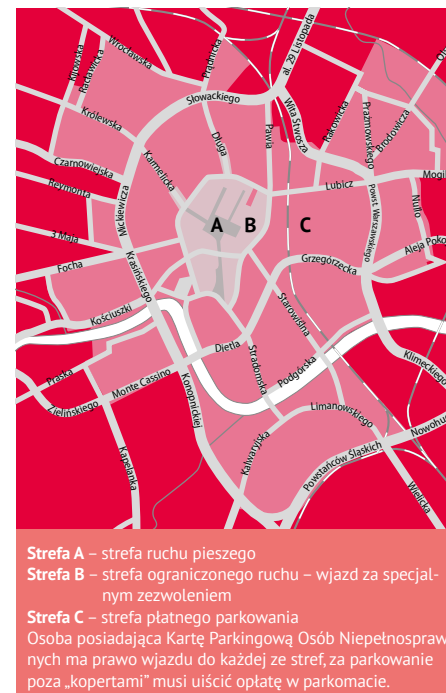 Kijowska
Racławicka
Wrocławska
Prądnicka
al. 29 Listopada
Królewska
Słowackiego
Wita Stwosza
Rakowicka
Prażmowskiego
Brodowicza
Czarnowiejska
Karmelicka
Długa
Pawia
Reymonta
Mickiewicza
Lubicz
Mogi
Powst. Warszawskiego
Nullo
3 Maja
A
B
C
Aleja Poko
Focha
Krasińskiego
Grzegórzecka
Kościuszki
Starowiślna
Dietla
Stradomska
Podgórska
Klimeckiego
Praska
Monte Cassino
Konopnickiej
Zielińskiego
Limanowskiego
Kapelanka
Kalwaryjska
Powstańców Śląskich
Nowohu
Wielicka
Strefa A – strefa ruchu pieszego
Strefa B – strefa ograniczonego ruchu – wjazd za specjal-
nym zezwoleniem
Strefa C – strefa płatnego parkowania
Osoba posiadająca Kartę Parkingową Osób Niepełnospraw
nych ma prawo wjazdu do każdej ze stref, za parkowanie
poza „kopertami” musi uiścić opłatę w parkomacie.